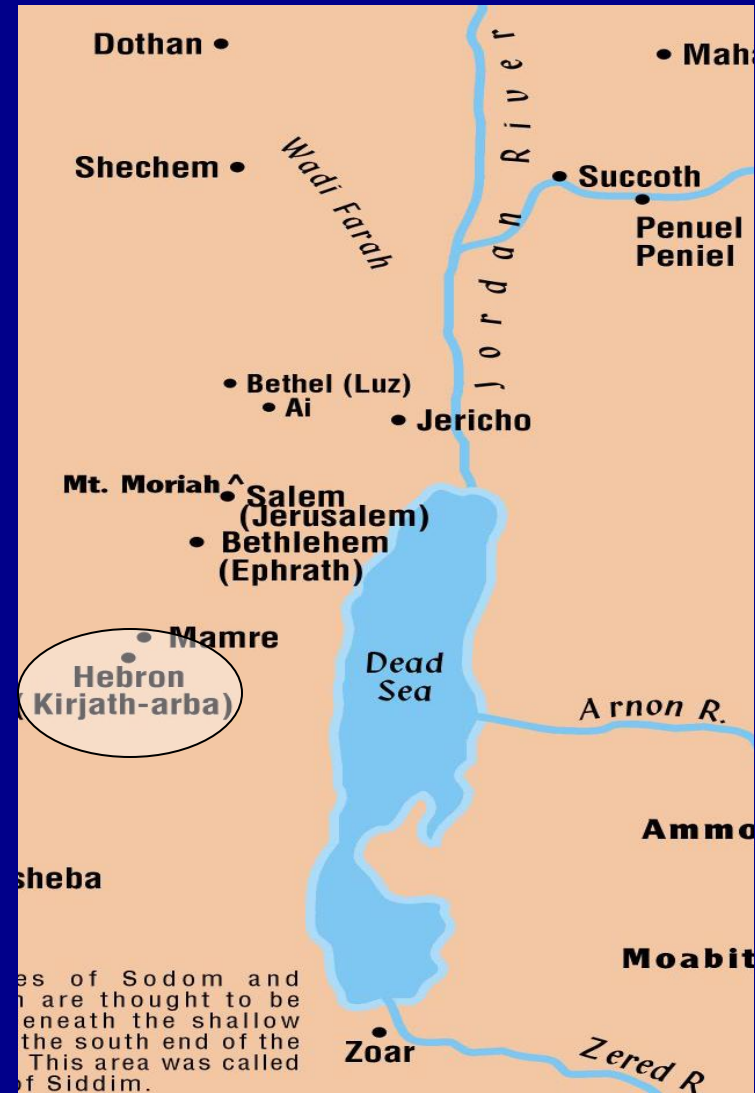 Dothan
Mah
Shechem
Wadi Farah
Jordan River
Succoth
Penuel
Peniel
Bethel (Luz)
Ai
Jericho
Mt. Moriah ^
Salem
(Jerusalem)
Bethlehem
(Ephrath)
Mamre
Hebron
( Kirjath-arba)
Dead
Sea
Arnon R.
Ammo
sheba
Moabit
es of Sodom and
are thought to be
eneath the shallow
the south end of the
This area was called
of Siddim.
Zoar
Zered R